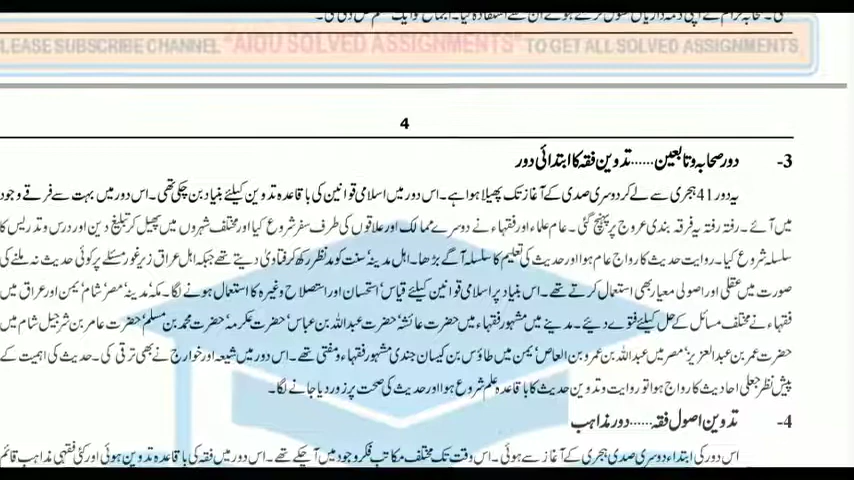 صحابہ کرام نے اپنی ذمہ داریاں
LEASE SUBSCRIBE CHANNEL "AIOU SOLVED ASSIGNMENTS" TO GET ALL SOLVED ASSIGNMENTS
4
3- دور صحابہ و تابعین......تدوین فقہ کا ابتدائی دور
یہ دور 41 ہجری سے لے کر دوسری صدی کے آغاز تک پھیلا ہوا ہے۔ اس دور میں اسلامی قوانین کی باقاعدہ تدوین کیلئے بنیاد بن چکی تھی۔ اس دور میں بہت سے فرقے وجود
میں آئے۔ رفتہ رفتہ یہ فرقہ بندی عروج پر پہنچ گئی۔ عام علماء اور فقہاء نے دوسرے ممالک اور علاقوں کی طرف سفر شروع کیا اور مختلف شہروں میں پھیل کر تبلیغ دین اور درس و تدریس کا
سلسلہ شروع کیا۔ روایت حدیث کا رواج عام ہوا اور حدیث کی تعلیم کا سلسلہ آگے بڑھا۔ اہل مدینہ' سنت کو مدنظر رکھ کر فتاویٰ دیتے تھے جبکہ اہل عراق زیر غور مسئلے پر کوئی حدیث نہ ملنے کی
صورت میں عقلی اور اصولی معیار بھی استعمال کرتے تھے۔ اس بنیاد پر اسلامی قوانین کیلئے قیاس' استحسان اور استصلاح وغیرہ کا استعمال ہونے لگا۔ مکہ' مدینہ' مصر' شام' یمن اور عراق میں
فقہاء نے مختلف مسائل کے حل کیلئے فتوے دیئے۔ مدینے میں مشہور فقہاء میں حضرت عائشہ' حضرت عبداللہ بن عباس' حضرت عکرمہ' حضرت محمد بن مسلم' حضرت عامر بن شرجیل شام میں
حضرت عمر بن عبدالعزیز' مصر میں عبداللہ بن عمرو بن العاص' یمن میں طاؤس بن کیسان جندی مشہور فقہاء و مفتی تھے۔ اس دور میں شیعہ اور خوارج نے بھی ترقی کی۔ حدیث کی اہمیت کے
پیش نظر جعلی احادیث کا رواج ہوا تو روایت و تدوین حدیث کا باقاعدہ علم شروع ہوا اور حدیث کی صحت پر زور دیا جانے لگا۔
4- تدوین اصول فقہ......دور مذاہب
اس دور کی ابتداء دوسری صدی ہجری کے آغاز سے ہوئی۔ اس وقت تک مختلف مکاتب فکر وجود میں آچکے تھے۔ اس دور میں فقہ کی باقاعدہ تدوین ہوئی اور کئی فقہی مذاہب قائم